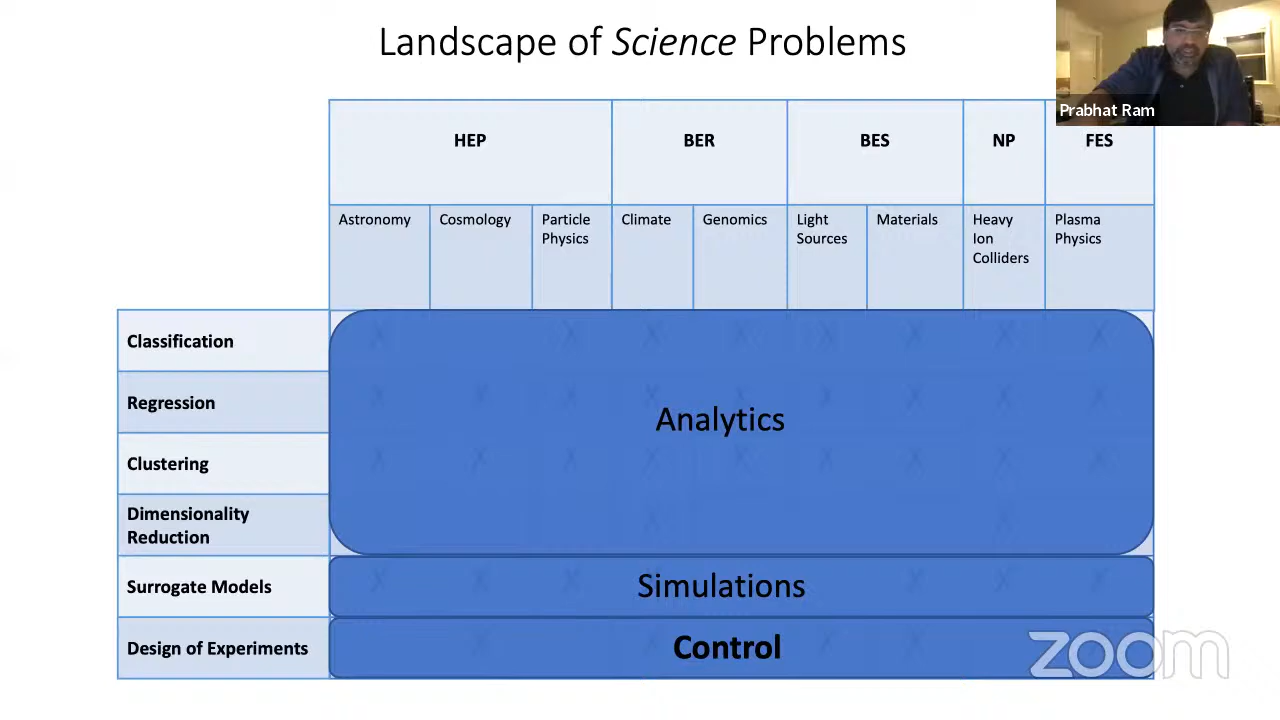 Landscape of Science Problems
Prabhat Ram
HEP BER BES NP FES
Astronomy Cosmology Particle Physics Climate Genomics Light Sources Materials Heavy Ion Colliders Plasma Physics
Classification X X X X X X X X
Regression X X X X X X X X X
Analytics
Clustering X X X X X X X X X
Dimensionality
Reduction X X
Surrogate Models X X X X X X X
Simulations
Design of Experiments X X X X
Control
zoom